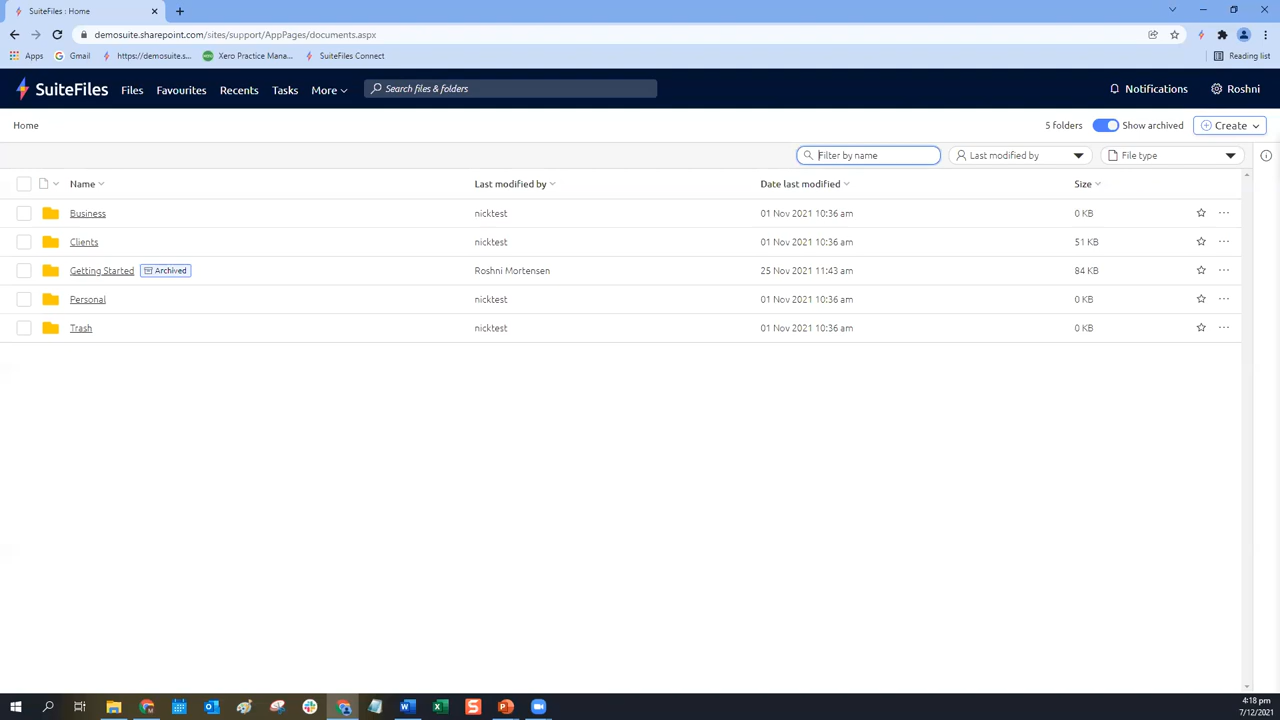 SuiteFiles : Home
demosuite.sharepoint.com/sites/support/AppPages/documents.aspx
Apps Gmail https://demosuite.s... Xero Practice Mana... SuiteFiles Connect Reading list
SuiteFiles Files Favourites Recents Tasks More Search files & folders Notifications Roshni
Home 5 folders Show archived Create
Filter by name Last modified by File type
Name Last modified by Date last modified Size
Business nicktest 01 Nov 2021 10:36 am 0 KB
Clients nicktest 01 Nov 2021 10:36 am 51 KB
Getting Started Archived Roshni Mortensen 25 Nov 2021 11:43 am 84 KB
Personal nicktest 01 Nov 2021 10:36 am 0 KB
Trash nicktest 01 Nov 2021 10:36 am 0 KB
4:18 pm
7/12/2021